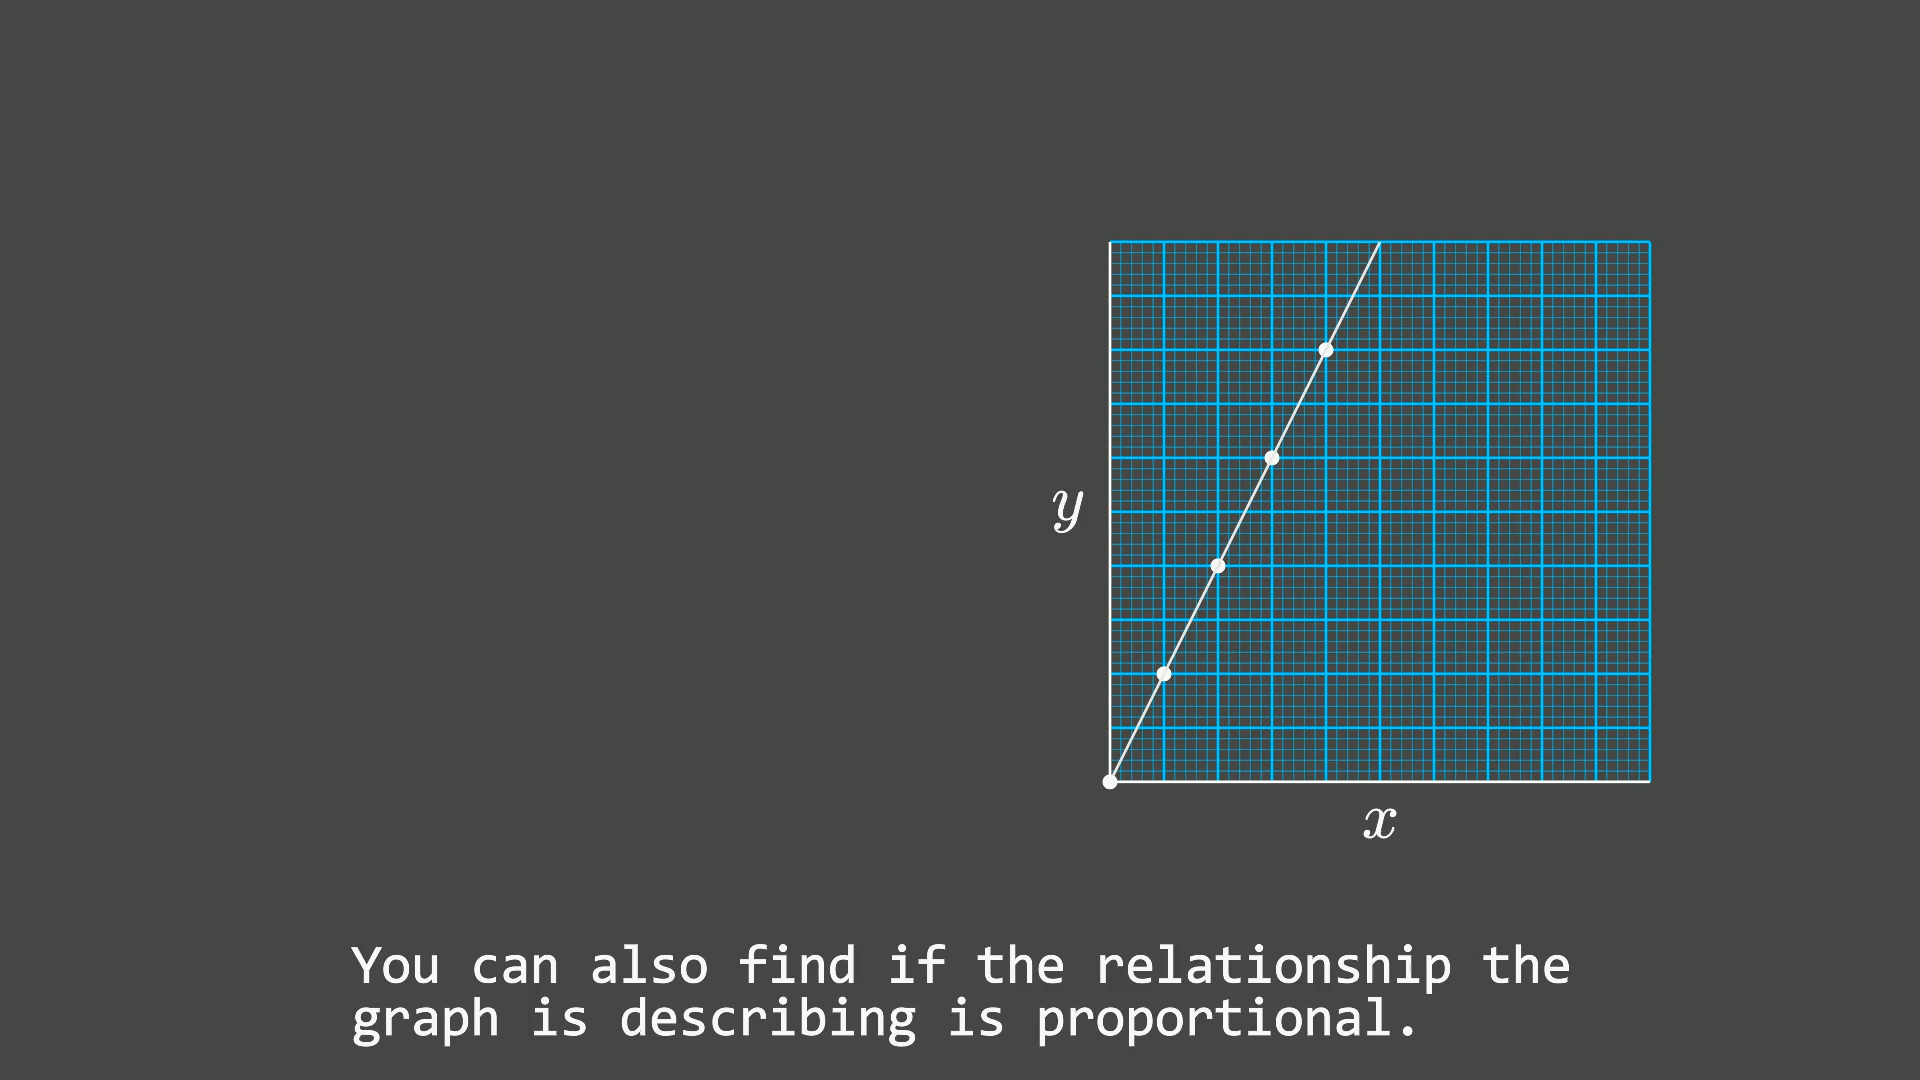 y
x
You can also find if the relationship the
graph is describing is proportional.